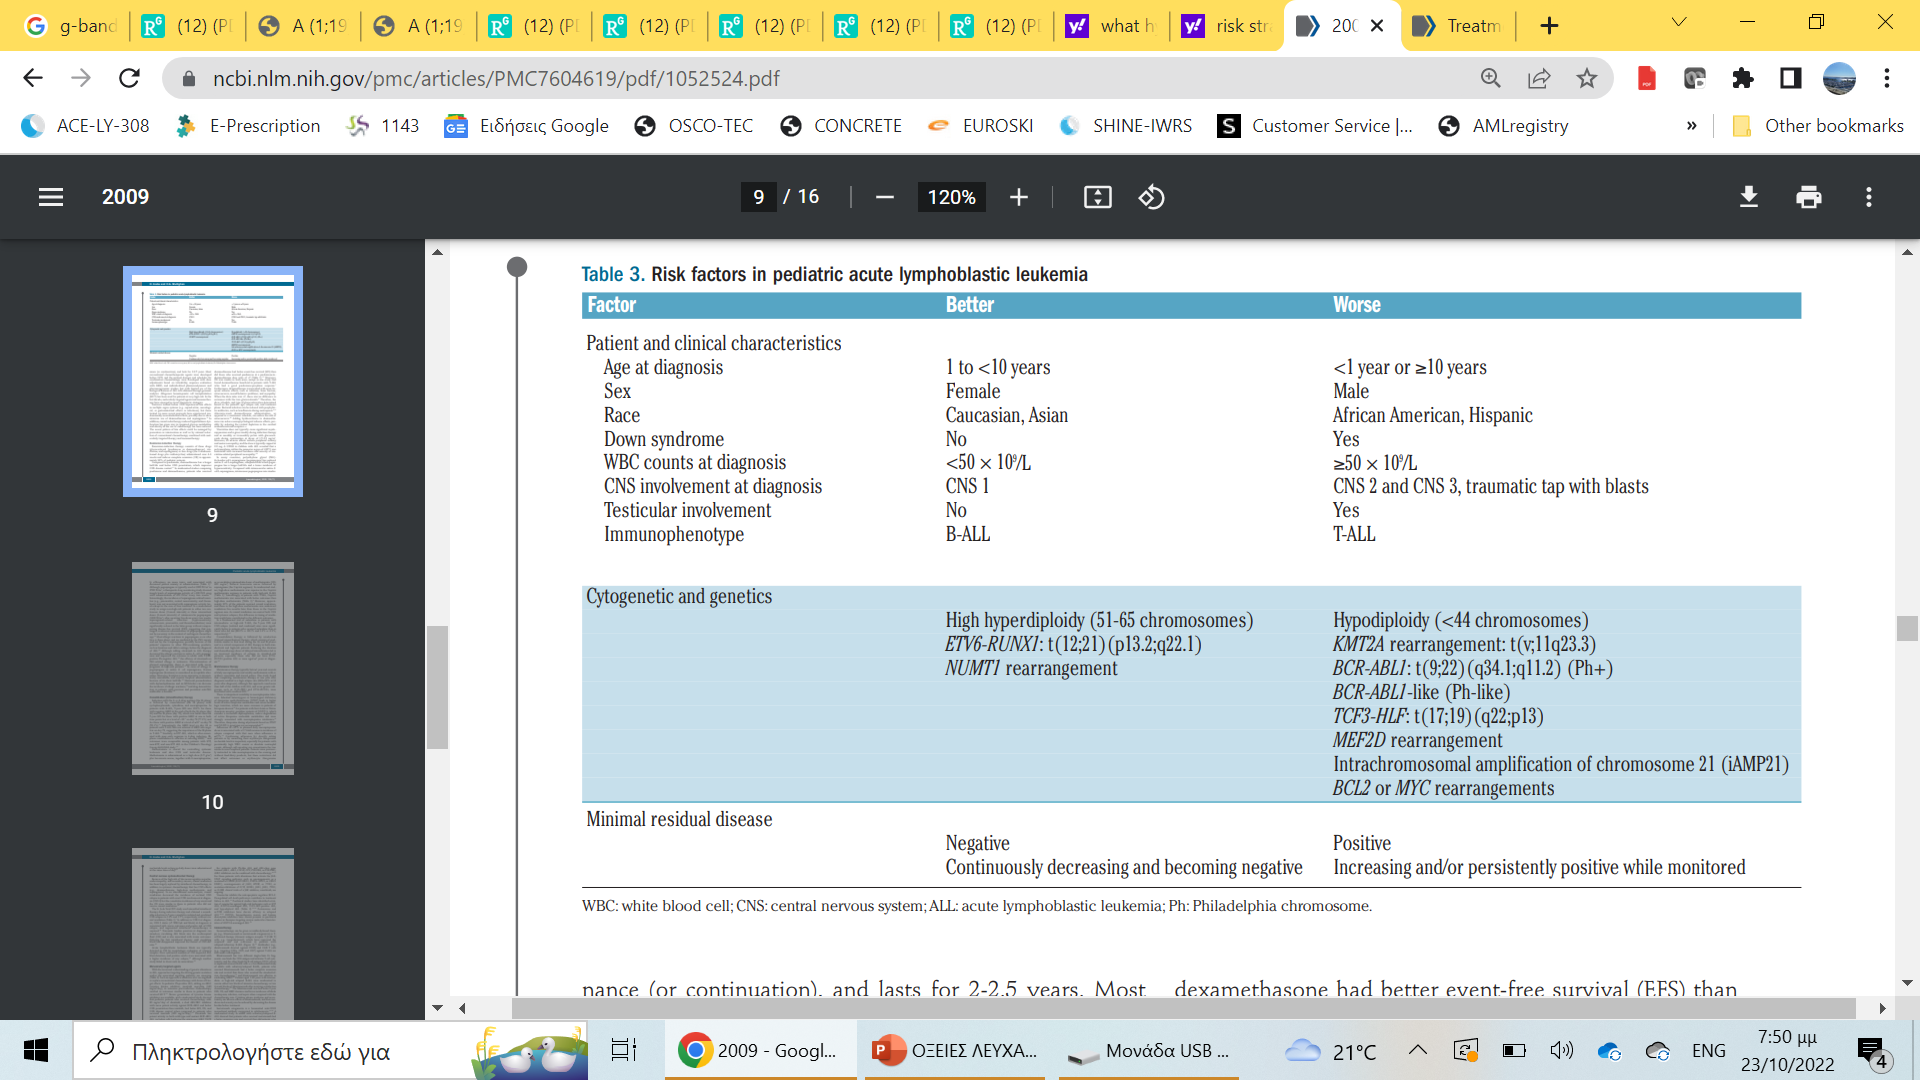 g-band (12) (PI A (1;19 A (1;19 (12) (PI (12) (PI (12) (PI (12) (PI (12) (PI what h risk stra 200 Treatm
ncbi.nlm.nih.gov/pmc/articles/PMC7604619/pdf/1052524.pdf
ACE-LY-308 E-Prescription 1143 Ειδήσεις Google OSCO-TEC CONCRETE EUROSKI SHINE-IWRS Customer Service |... AMLregistry » Other bookmarks
2009 9 / 16 120%
Table 3. Risk factors in pediatric acute lymphoblastic leukemia
Factor Better Worse
Patient and clinical characteristics
Age at diagnosis 1 to <10 years <1 year or ≥10 years
Sex Female Male
Race Caucasian, Asian African American, Hispanic
Down syndrome No Yes
WBC counts at diagnosis <50 × 10⁹/L ≥50 × 10⁹/L
CNS involvement at diagnosis CNS 1 CNS 2 and CNS 3, traumatic tap with blasts
Testicular involvement No Yes
Immunophenotype B-ALL T-ALL
Cytogenetic and genetics
High hyperdiploidy (51-65 chromosomes) Hypodiploidy (<44 chromosomes)
ETV6-RUNX1: t(12;21)(p13.2;q22.1) KMT2A rearrangement: t(v;11q23.3)
NUMT1 rearrangement BCR-ABL1: t(9;22)(q34.1;q11.2) (Ph+)
BCR-ABL1-like (Ph-like)
TCF3-HLF: t(17;19)(q22;p13)
MEF2D rearrangement
Intrachromosomal amplification of chromosome 21 (iAMP21)
BCL2 or MYC rearrangements
Minimal residual disease
Negative Positive
Continuously decreasing and becoming negative Increasing and/or persistently positive while monitored
WBC: white blood cell; CNS: central nervous system; ALL: acute lymphoblastic leukemia; Ph: Philadelphia chromosome.
nance (or continuation), and lasts for 2-2.5 years. Most dexamethasone had better event-free survival (EFS) than
9
10
Πληκτρολογήστε εδώ για 2009 - Googl... ΟΞΕΙΕΣ ΛΕΥΧΑ... Μονάδα USB ... 21°C ENG 7:50 μμ
23/10/2022 4